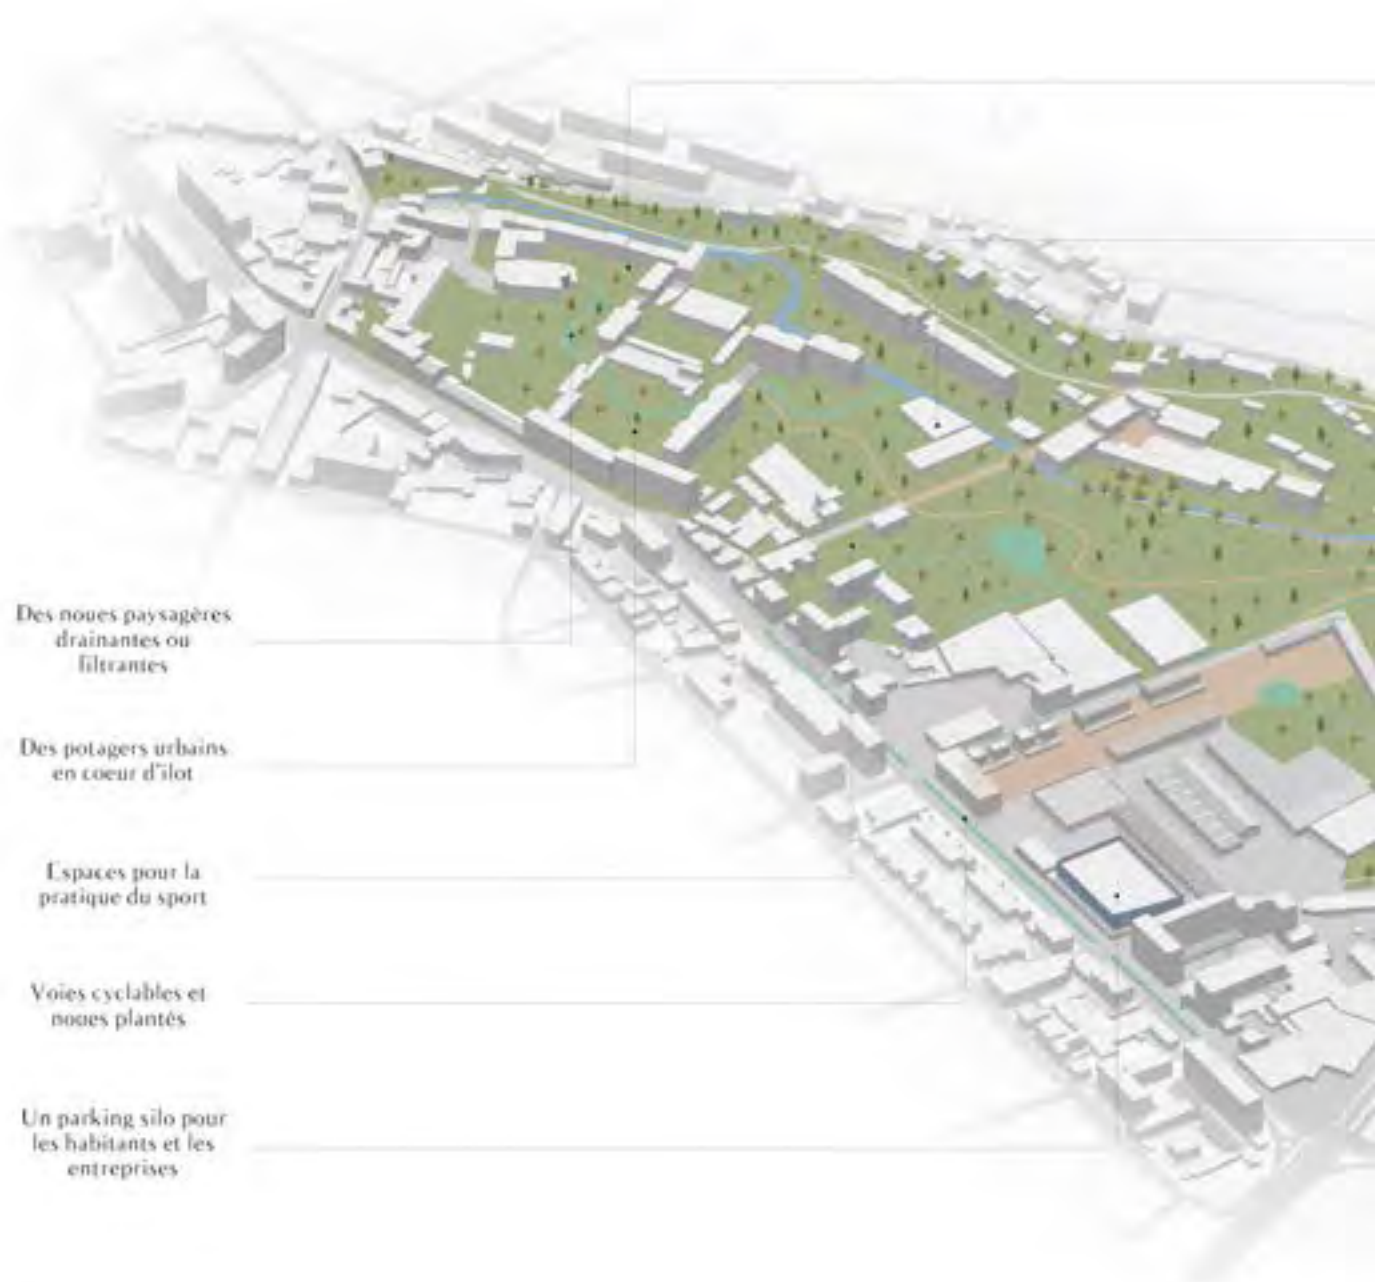 Des noues paysagères
drainantes ou
filtrantes
Des potagers urbains
en coeur d'ilot
Espaces pour la
pratique du sport
Voies cyclables et
noues plantés
Un parking silo pour
les habitants et les
entreprises